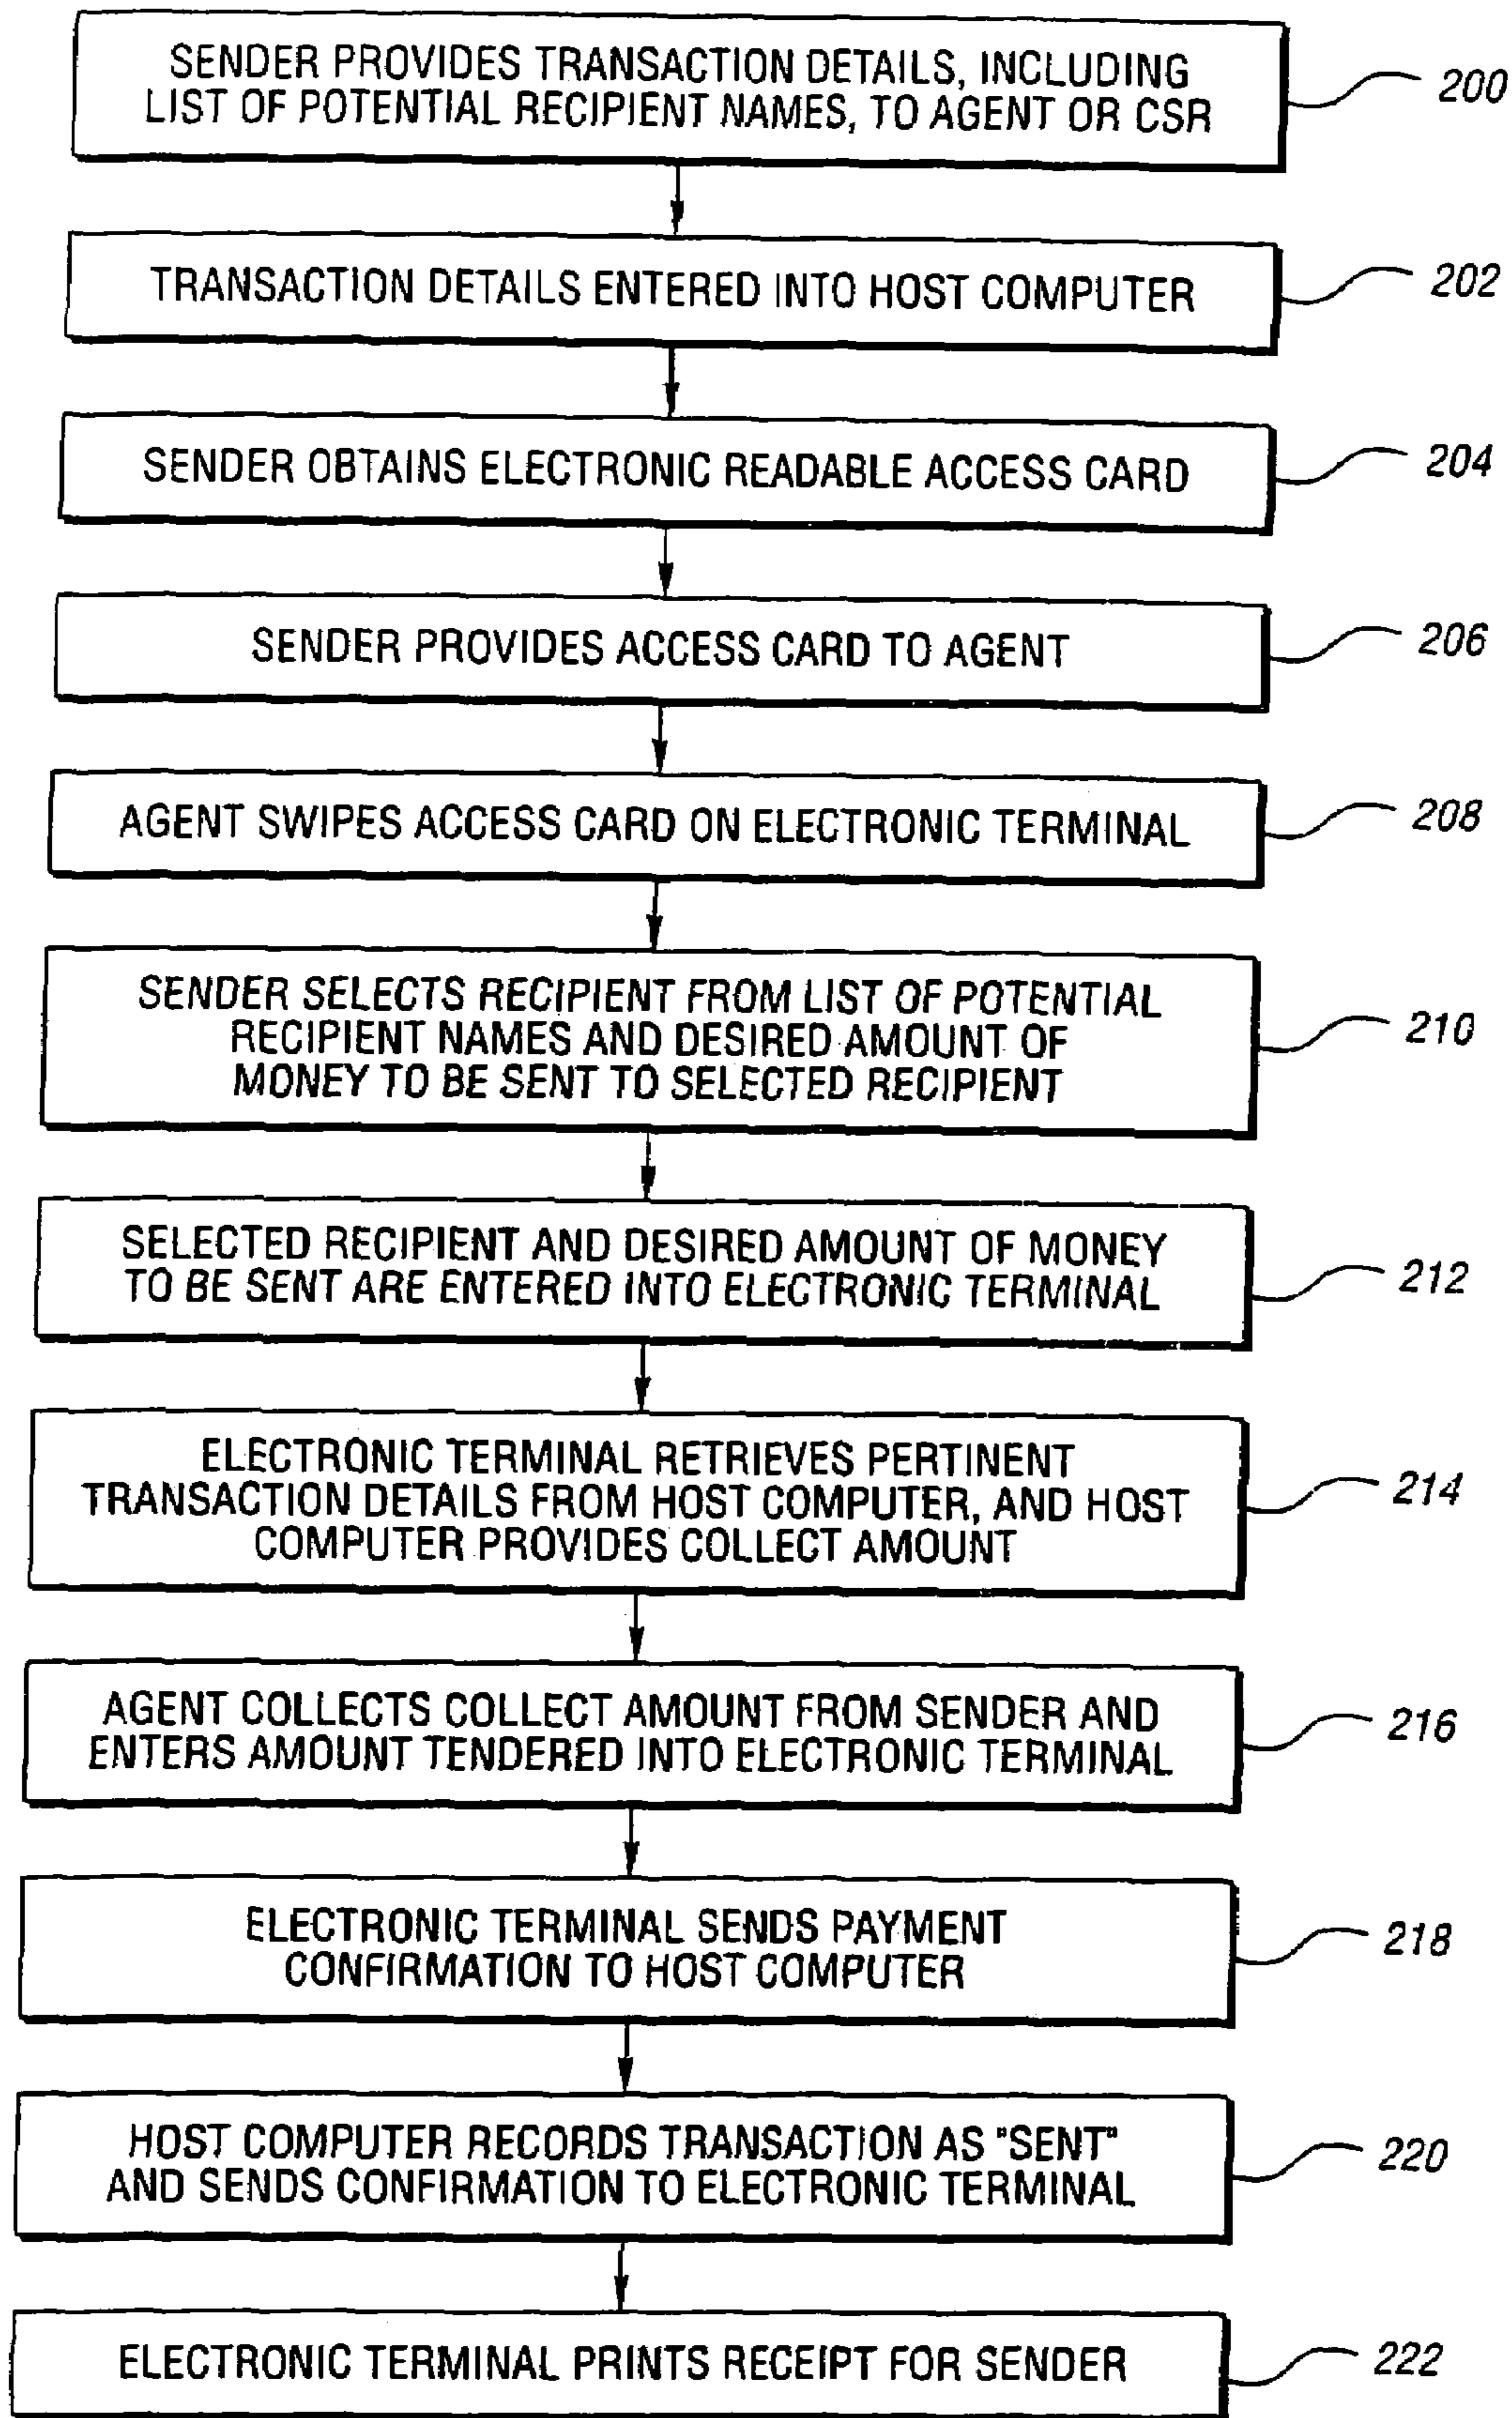 SENDER PROVIDES TRANSACTION DETAILS, INCLUDING
LIST OF POTENTIAL RECIPIENT NAMES, TO AGENT OR CSR
200
TRANSACTION DETAILS ENTERED INTO HOST COMPUTER
202
SENDER OBTAINS ELECTRONIC READABLE ACCESS CARD
204
SENDER PROVIDES ACCESS CARD TO AGENT
206
AGENT SWIPES ACCESS CARD ON ELECTRONIC TERMINAL
208
SENDER SELECTS RECIPIENT FROM LIST OF POTENTIAL
RECIPIENT NAMES AND DESIRED AMOUNT OF
MONEY TO BE SENT TO SELECTED RECIPIENT
210
SELECTED RECIPIENT AND DESIRED AMOUNT OF MONEY
TO BE SENT ARE ENTERED INTO ELECTRONIC TERMINAL
212
ELECTRONIC TERMINAL RETRIEVES PERTINENT
TRANSACTION DETAILS FROM HOST COMPUTER, AND HOST
COMPUTER PROVIDES COLLECT AMOUNT
214
AGENT COLLECTS COLLECT AMOUNT FROM SENDER AND
ENTERS AMOUNT TENDERED INTO ELECTRONIC TERMINAL
216
ELECTRONIC TERMINAL SENDS PAYMENT
CONFIRMATION TO HOST COMPUTER
218
HOST COMPUTER RECORDS TRANSACTION AS "SENT"
AND SENDS CONFIRMATION TO ELECTRONIC TERMINAL
220
ELECTRONIC TERMINAL PRINTS RECEIPT FOR SENDER
222